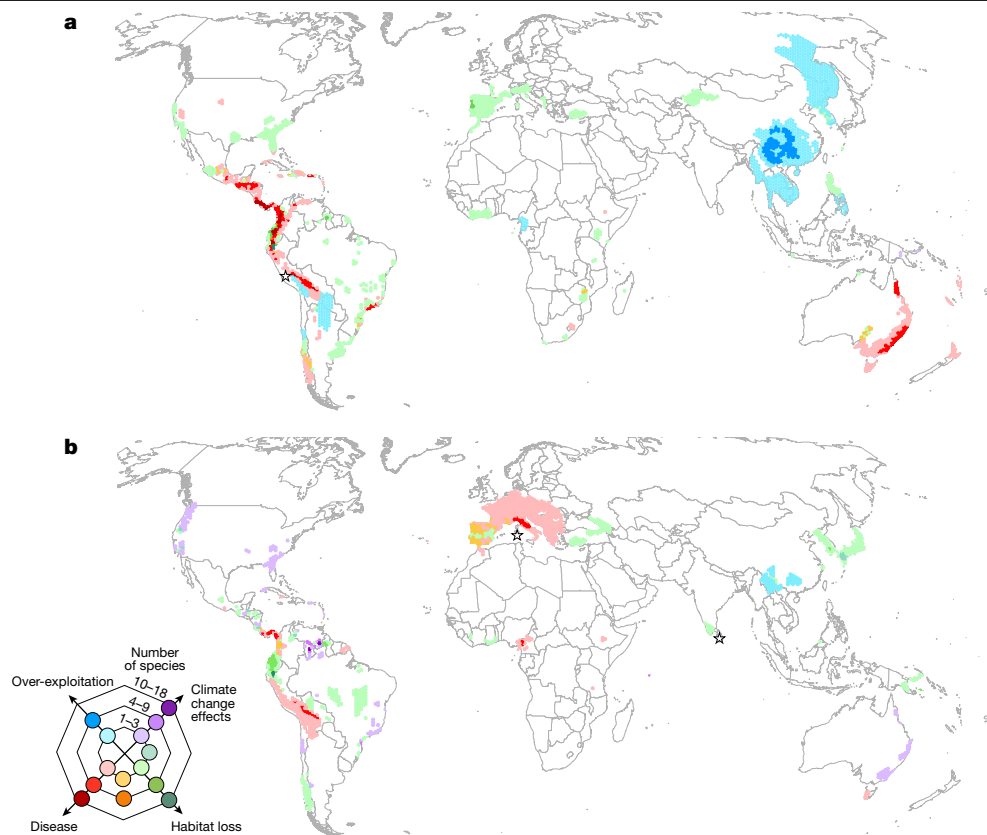 a
b
Number
of species
Over-exploitation
10–18
4–9
1–3
Climate
change
effects
Disease
Habitat loss